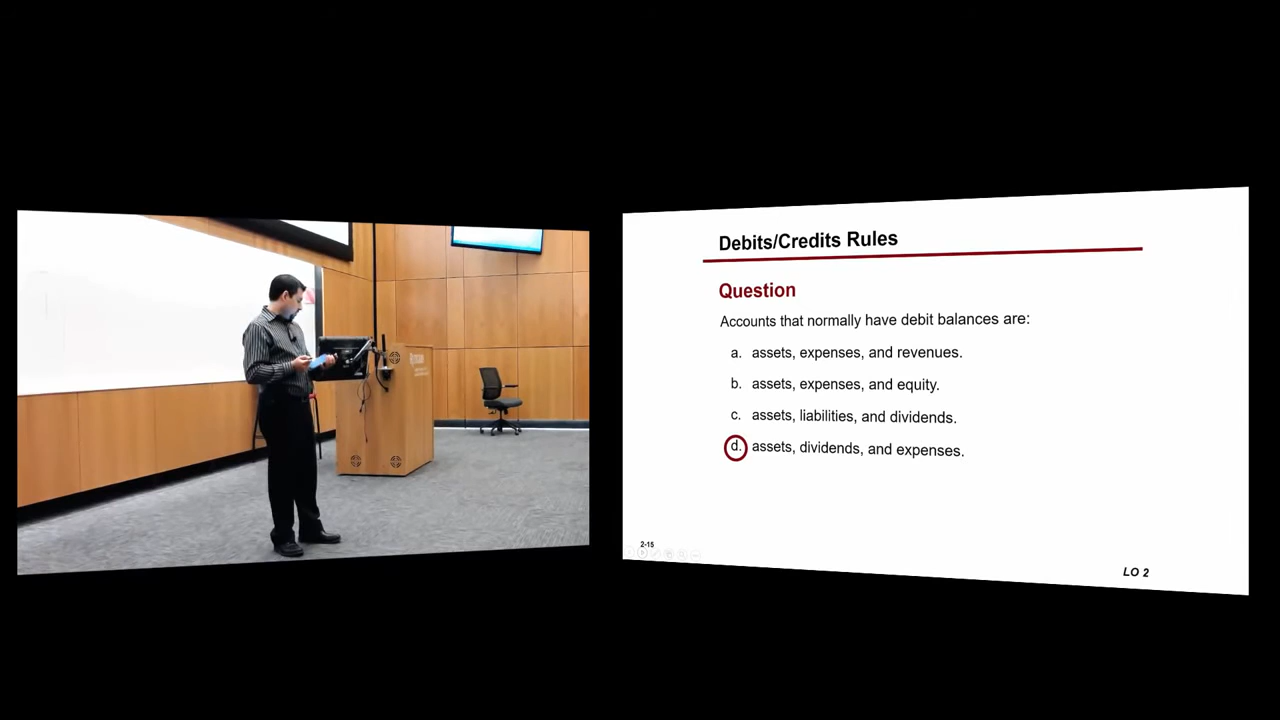 Debits/Credits Rules
Question
Accounts that normally have debit balances are:
a. assets, expenses, and revenues.
b. assets, expenses, and equity.
c. assets, liabilities, and dividends.
d. assets, dividends, and expenses.
2-15
LO 2